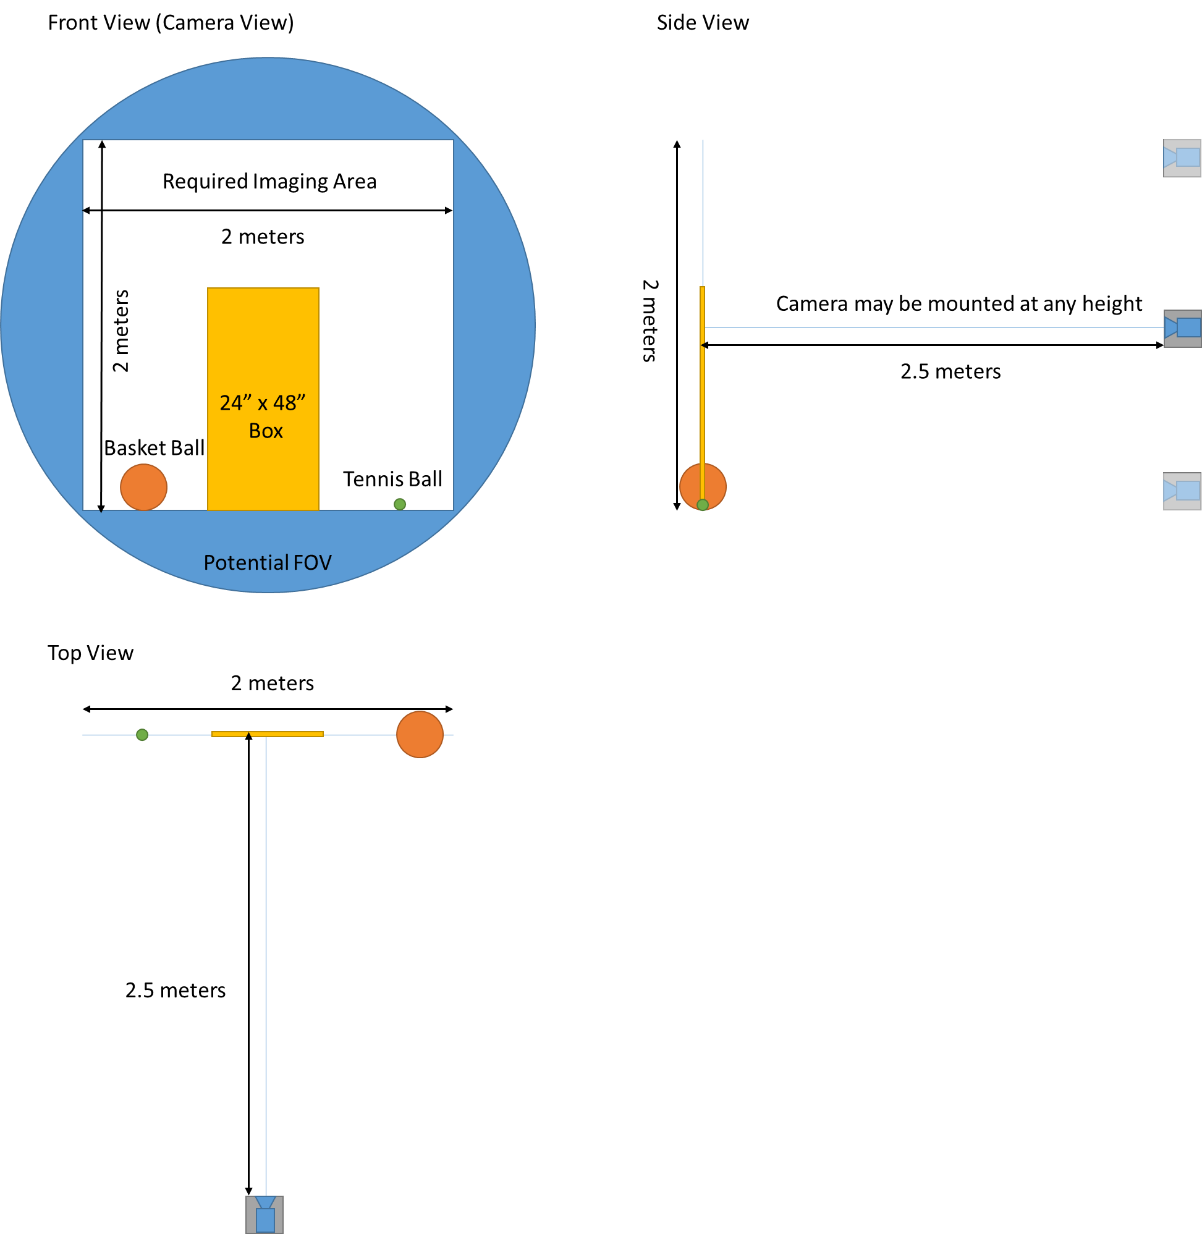 Front View (Camera View)
Side View
Required Imaging Area
2 meters
2 meters
24” x 48”
Box
Basket Ball
Tennis Ball
Potential FOV
2 meters
Camera may be mounted at any height
2.5 meters
Top View
2 meters
2.5 meters